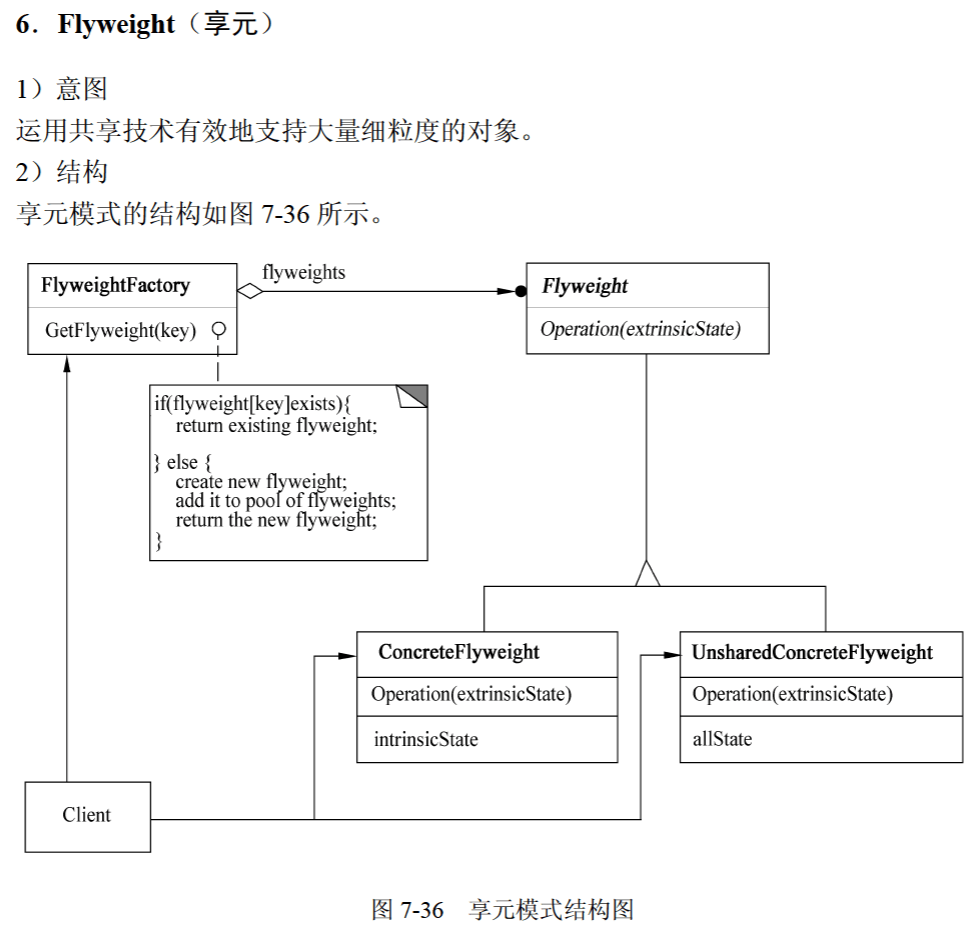 6．Flyweight（享元）
1）意图
运用共享技术有效地支持大量细粒度的对象。
2）结构
享元模式的结构如图 7-36 所示。
FlyweightFactory
GetFlyweight(key)
flyweights
Flyweight
Operation(extrinsicState)
if(flyweight[key]exists){
return existing flyweight;
} else {
create new flyweight;
add it to pool of flyweights;
return the new flyweight;
}
ConcreteFlyweight
Operation(extrinsicState)
intrinsicState
UnsharedConcreteFlyweight
Operation(extrinsicState)
allState
Client
图 7-36 享元模式结构图